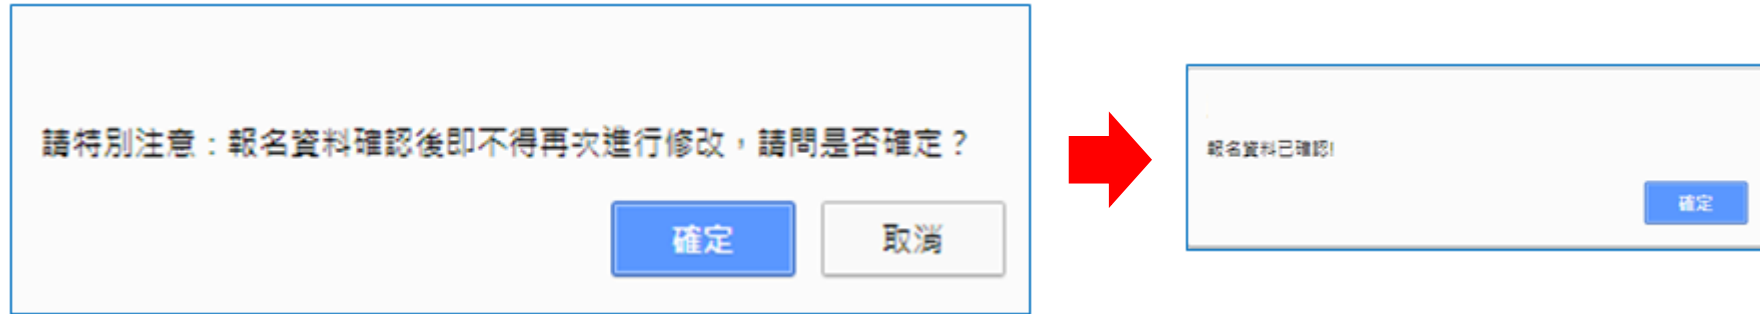 請特別注意：報名資料確認後即不得再次進行修改，請問是否確定？
確定
取消
報名資料已確認!
確定